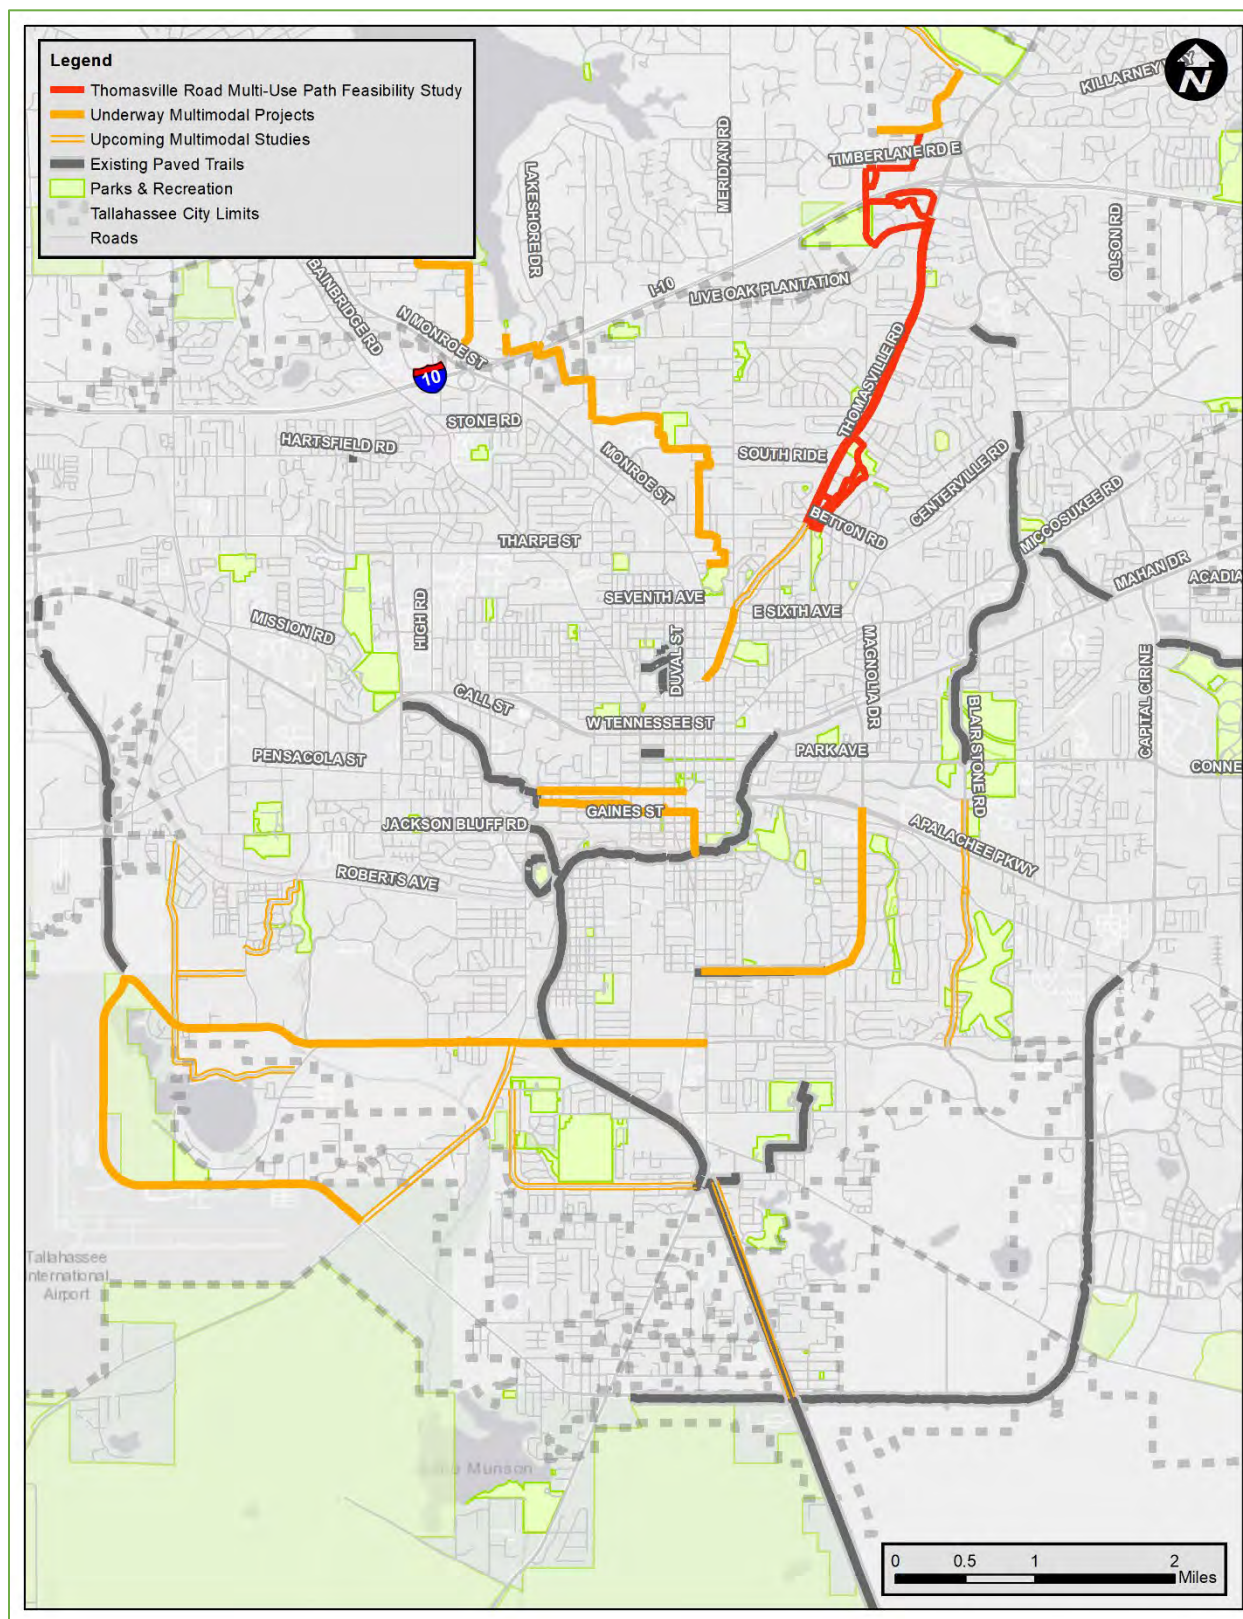 Legend
Thomasville Road Multi-Use Path Feasibility Study
Underway Multimodal Projects
Upcoming Multimodal Studies
Existing Paved Trails
Parks & Recreation
Tallahassee City Limits
Roads
N
KILLARNEY
TIMBERLANE RD E
MERIDIAN RD
LAKESHORE DR
OLSON RD
BAINBRIDGE RD
N MONROE ST
I-10
LIVE OAK PLANTATION
10
THOMASVILLE RD
STONE RD
HARTSFIELD RD
MONROE ST
SOUTH RIDE
CENTERVILLE RD
BETTON RD
MICCOSUKEE RD
THARPE ST
MAHAN DR
ACADIA
SEVENTH AVE
E SIXTH AVE
MISSION RD
HIGH RD
DUVAL ST
MAGNOLIA DR
CAPITAL CIR NE
CALL ST
W TENNESSEE ST
BLAIR STONE RD
PENSACOLA ST
PARK AVE
CONNE
GAINES ST
JACKSON BLUFF RD
APALACHEE PKWY
ROBERTS AVE
Tallahassee
International
Airport
Munson
0 0.5 1 2
Miles